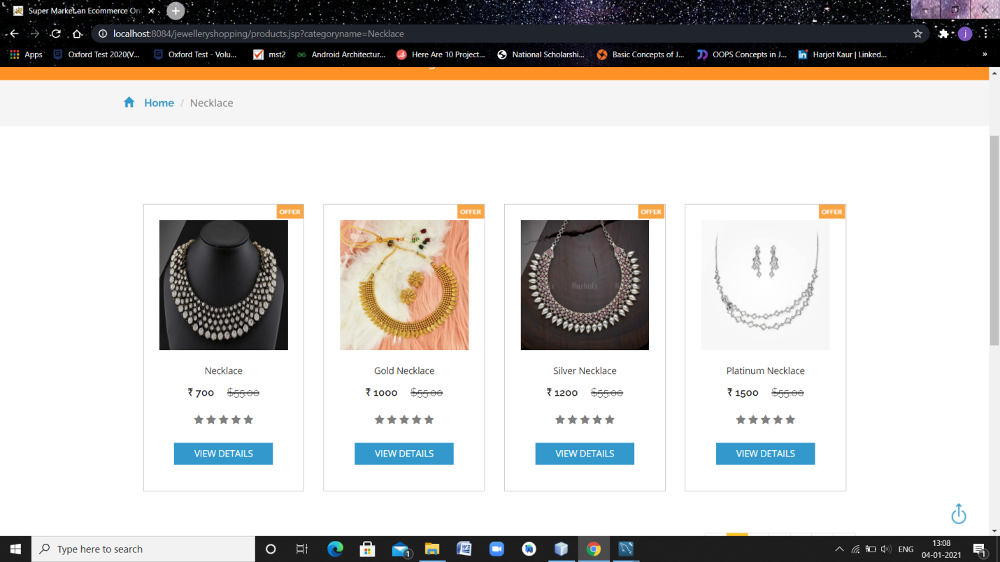 Super Market an Ecommerce On
localhost:8084/jewelleryshopping/products.jsp?categoryname=Necklace
j
Apps Oxford Test 2020(V... Oxford Test - Volu... mst2 Android Architectur... Here Are 10 Project... National Scholarshi... Basic Concepts of J... OOPS Concepts in J... Harjot Kaur | Linked... »
Home / Necklace
OFFER OFFER OFFER OFFER
Necklace Gold Necklace Silver Necklace Platinum Necklace
₹ 700 $55.00 ₹ 1000 $55.00 ₹ 1200 $55.00 ₹ 1500 $55.00
VIEW DETAILS VIEW DETAILS VIEW DETAILS VIEW DETAILS
Type here to search 1 ENG 13:08 1
04-01-2021